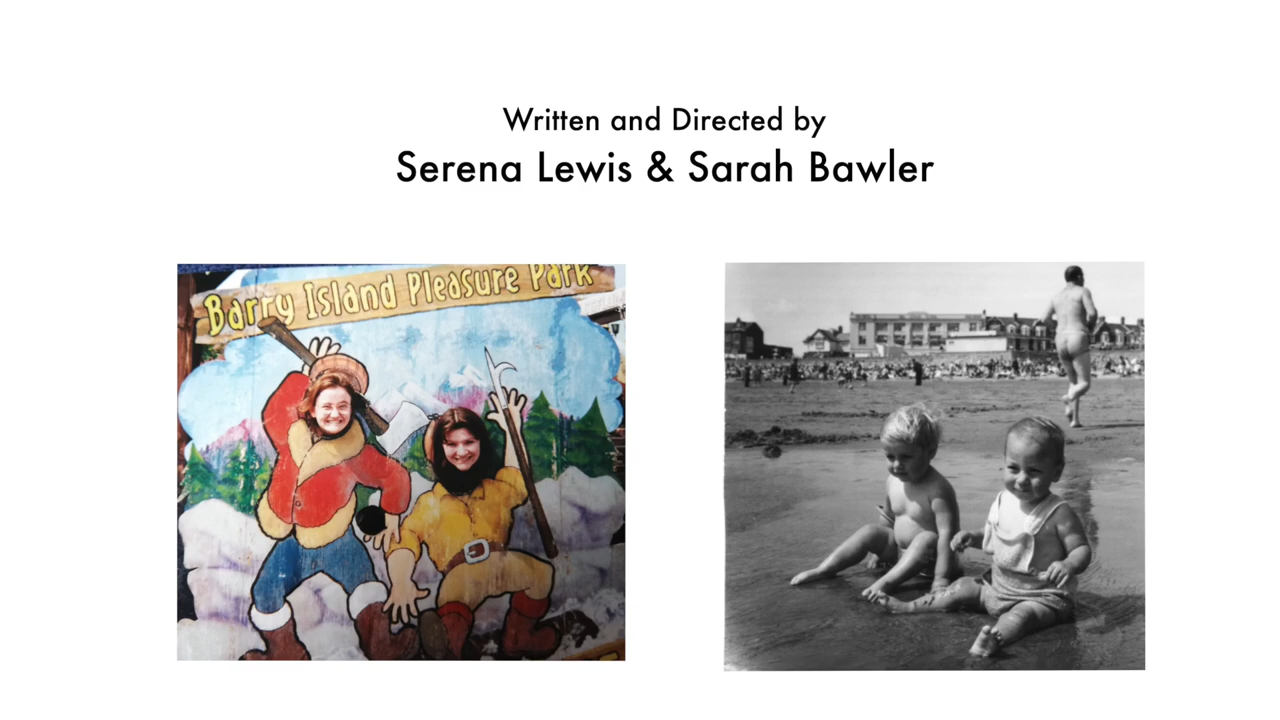 Written and Directed by
Serena Lewis & Sarah Bawler
Barry Island Pleasure Park